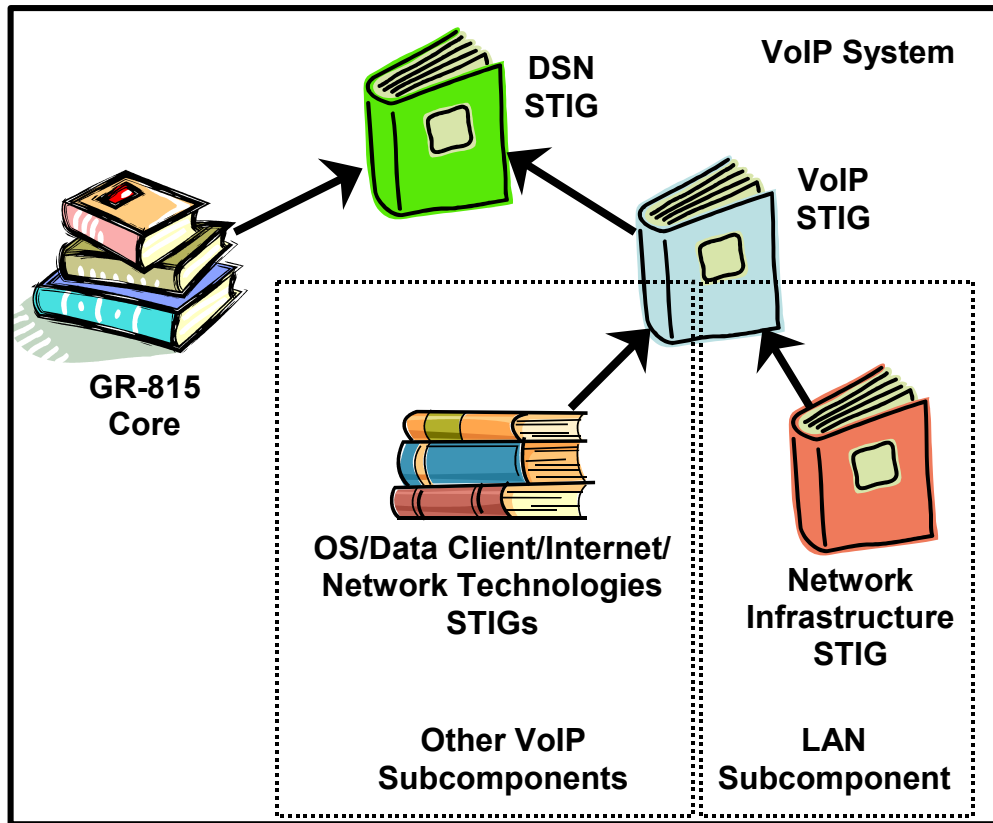 VoIP System
DSN
STIG
VoIP
STIG
GR-815
Core
OS/Data Client/Internet/
Network Technologies
STIGs
Network
Infrastructure
STIG
Other VoIP
Subcomponents
LAN
Subcomponent